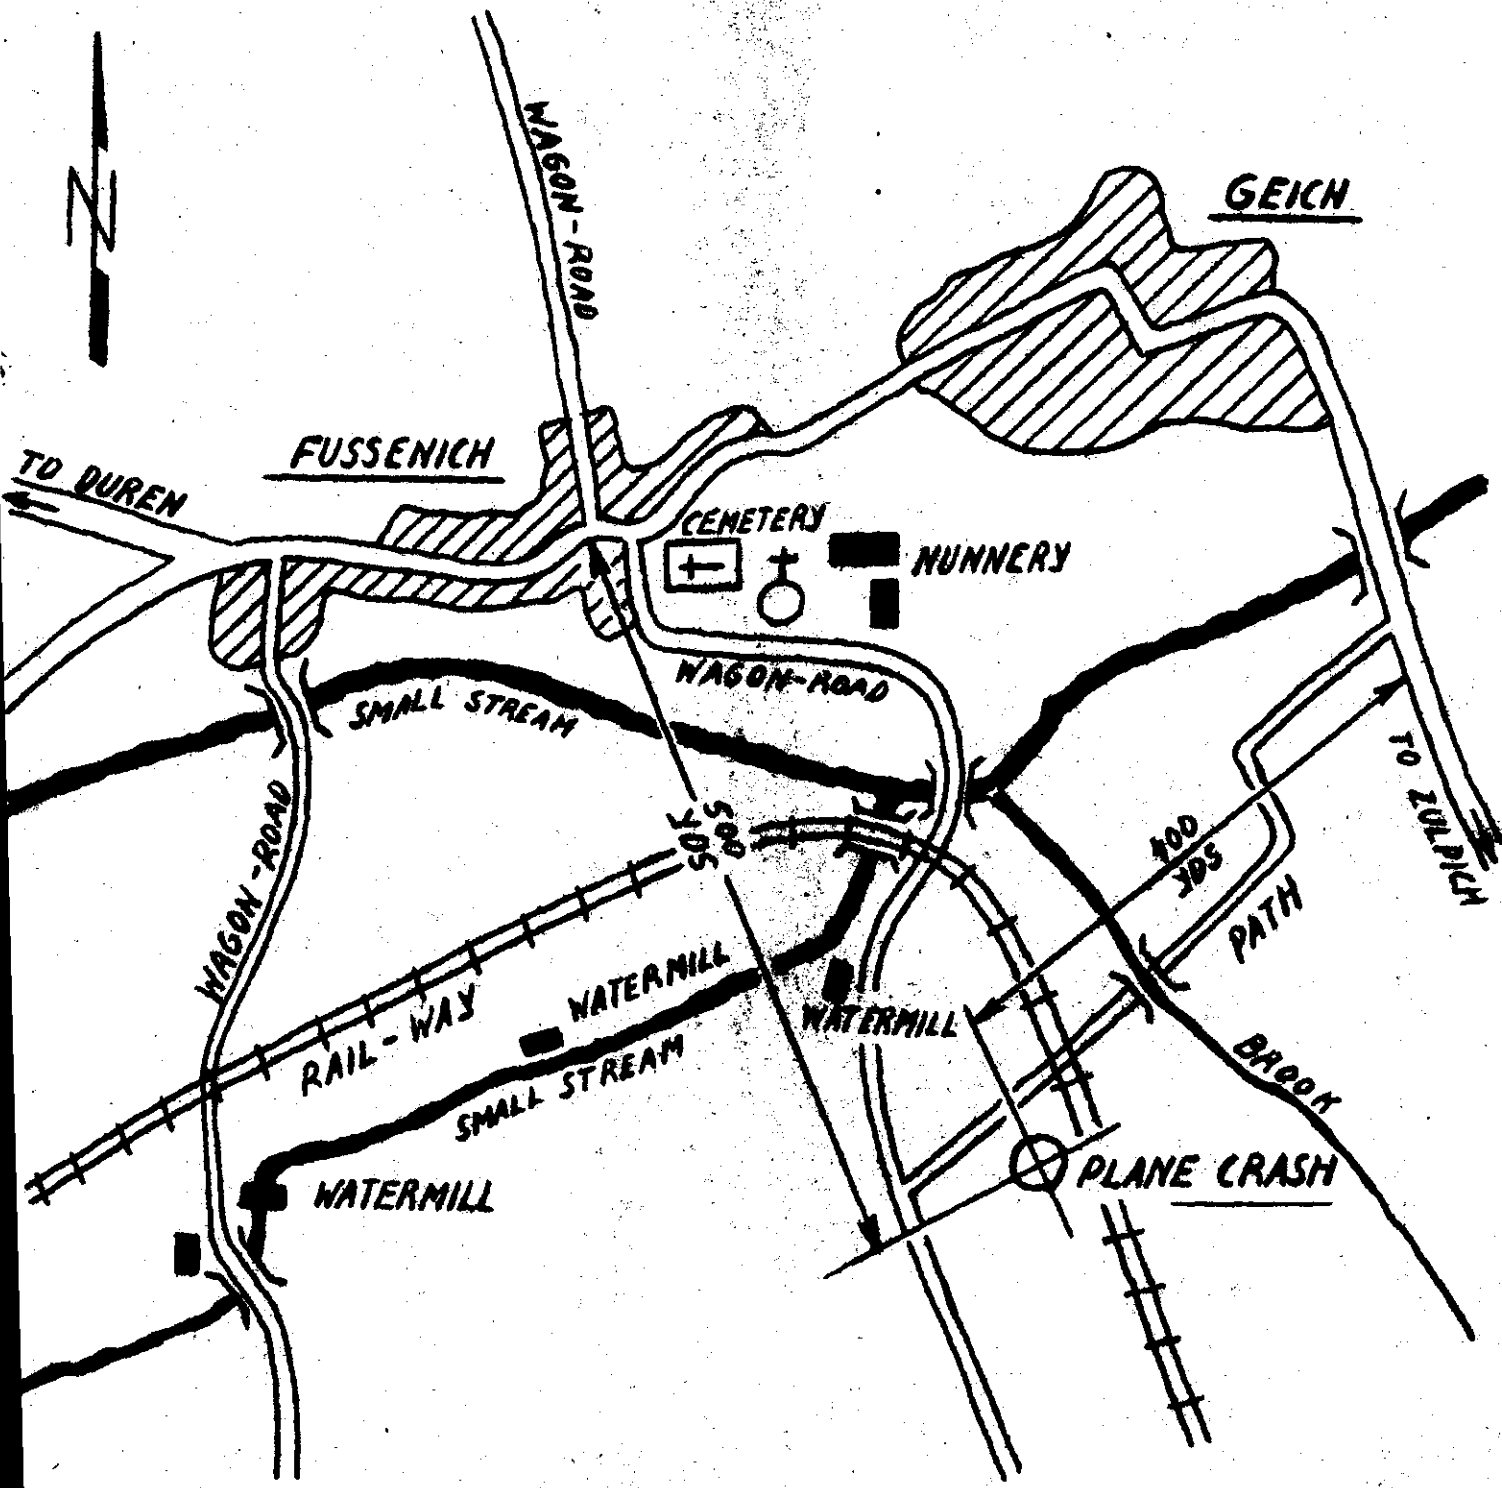 N
WAGON-ROAD
GEICH
FUSSENICH
TO DUREN
CEMETERY
NUNNERY
WAGON-ROAD
SMALL STREAM
TO ZULPICH
WAGON-ROAD
500
YDS
400
YDS
PATH
RAIL-WAY
WATERMILL
SMALL STREAM
WATERMILL
BROOK
WATERMILL
PLANE CRASH